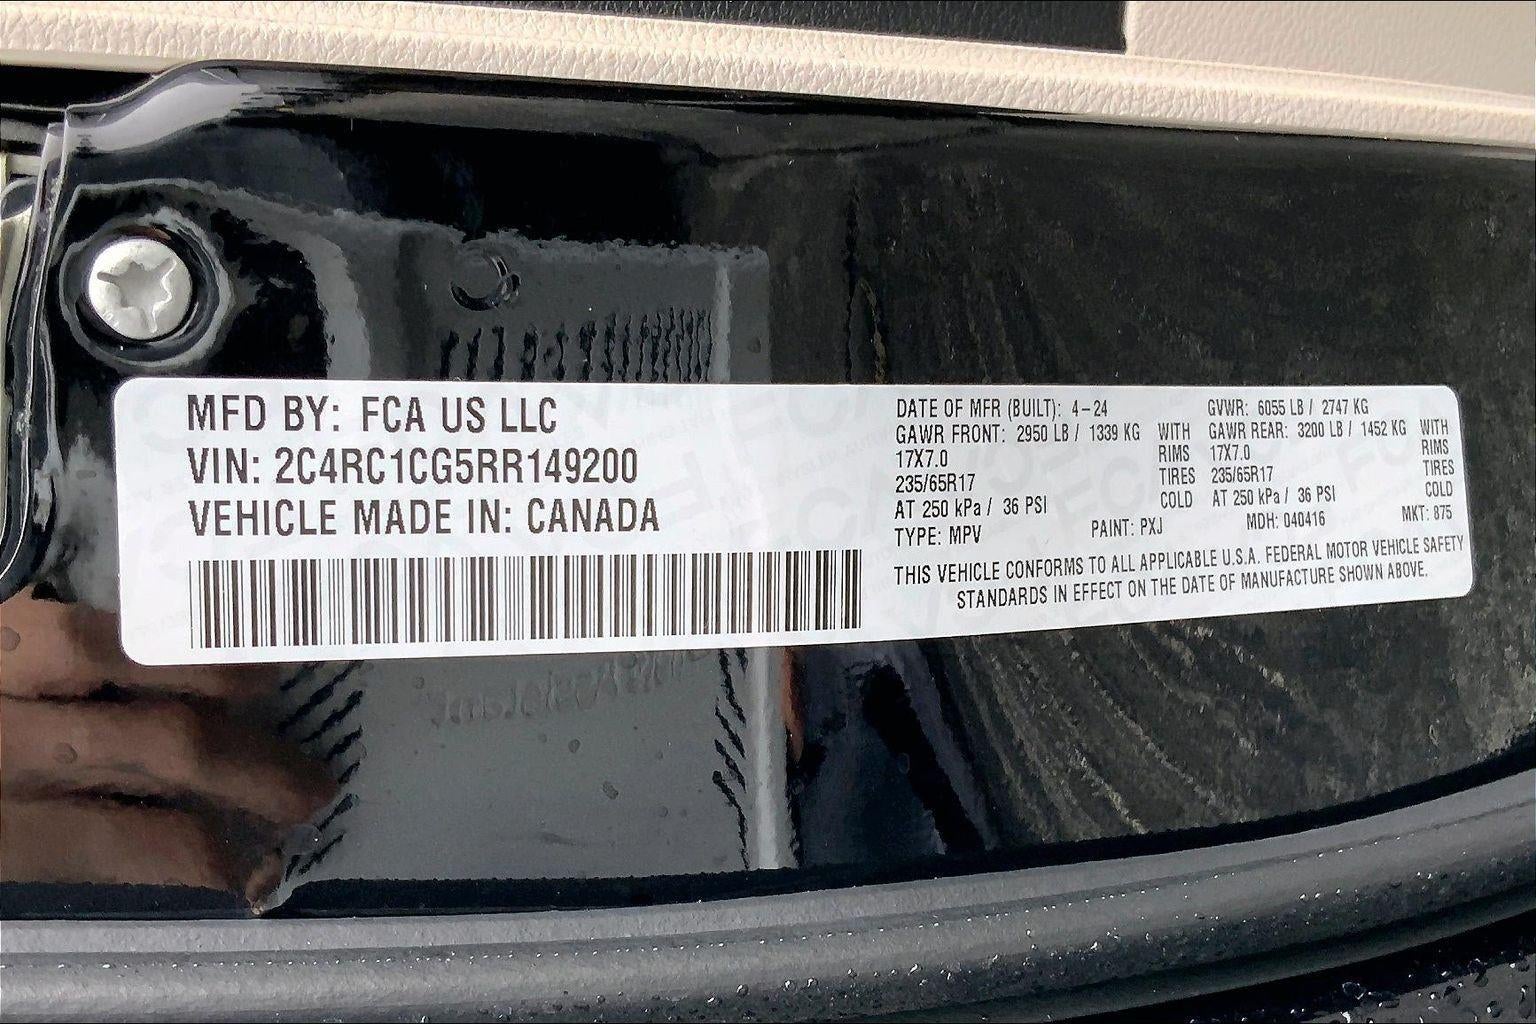 MFD BY: FCA US LLC
VIN: 2C4RC1CG5RR149200
VEHICLE MADE IN: CANADA
DATE OF MFR (BUILT): 4-24 GVWR: 6055 LB / 2747 KG
GAWR FRONT: 2950 LB / 1339 KG WITH GAWR REAR: 3200 LB / 1452 KG WITH
17X7.0 RIMS 17X7.0 RIMS
235/65R17 TIRES 235/65R17 TIRES
AT 250 kPa / 36 PSI COLD AT 250 kPa / 36 PSI COLD
TYPE: MPV PAINT: PXJ MDH: 040416 MKT: 875
THIS VEHICLE CONFORMS TO ALL APPLICABLE U.S.A. FEDERAL MOTOR VEHICLE SAFETY
STANDARDS IN EFFECT ON THE DATE OF MANUFACTURE SHOWN ABOVE.